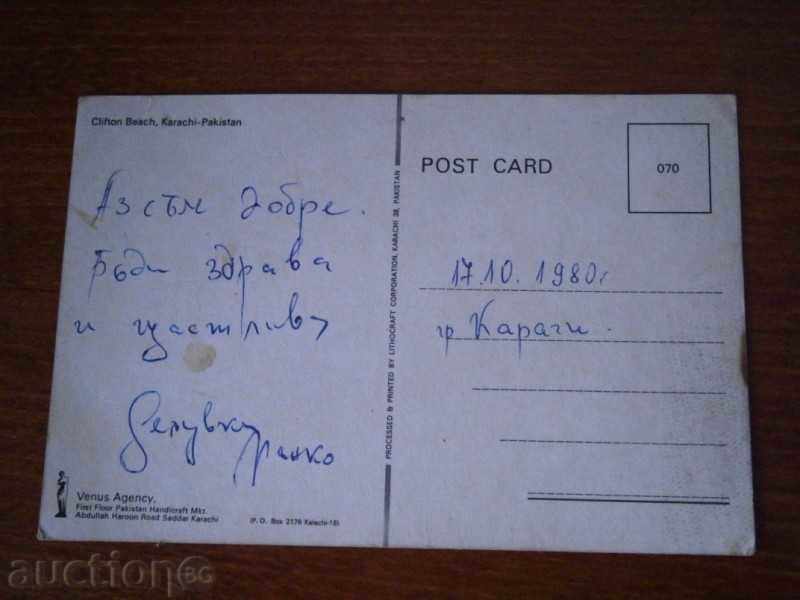 Clifton Beach, Karachi-Pakistan
Аз съм добре.
Бъди здрава
и щастлива
Целувки
Ранко
Venus Agency,
First Floor Pakistan Handicraft Mkt.
Abdullah Haroon Road Saddar Karachi
(P. O. Box 2176 Karachi-18)
PROCESSED & PRINTED BY LITHOCRAFT CORPORATION, KARACHI 38, PAKISTAN
POST CARD
070
17.10.1980г
гр Карачи.
auction BG